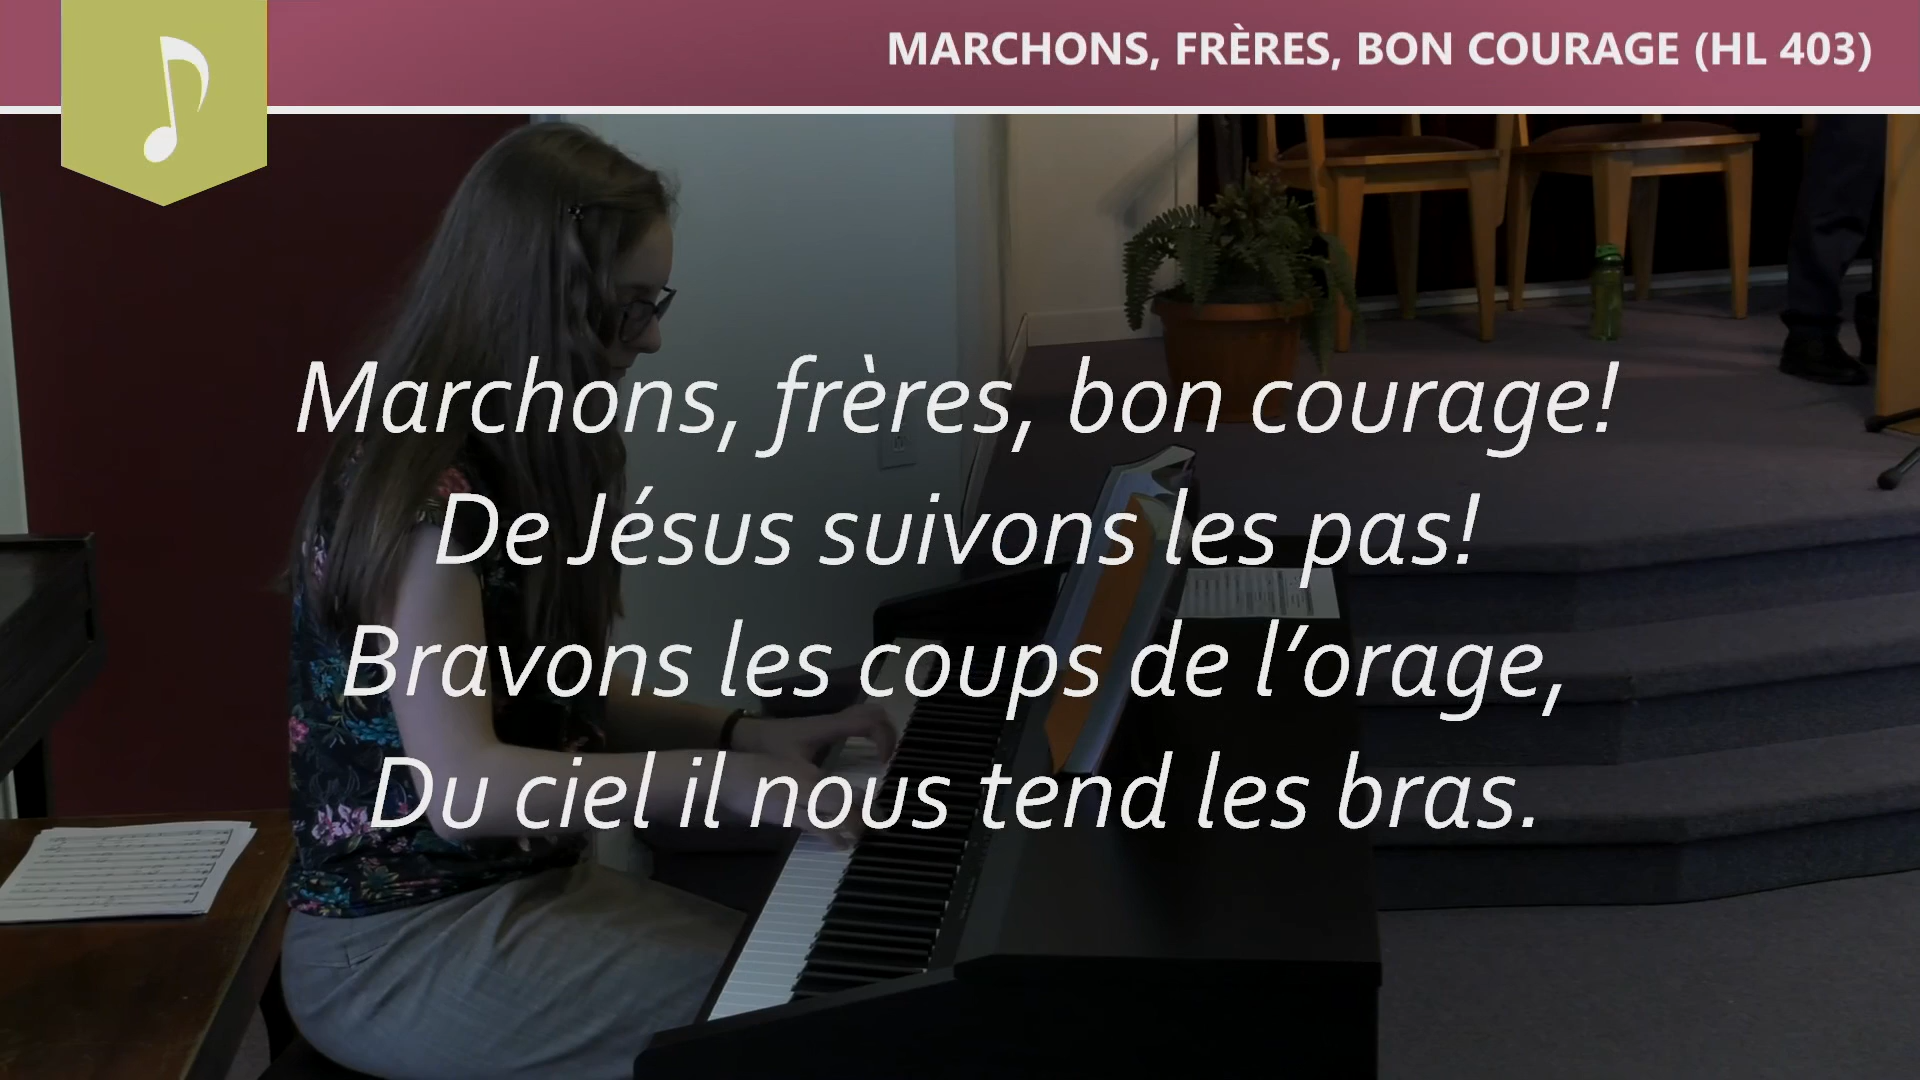 MARCHONS, FRÈRES, BON COURAGE (HL 403)
Marchons, frères, bon courage!
De Jésus suivons les pas!
Bravons les coups de l’orage,
Du ciel il nous tend les bras.